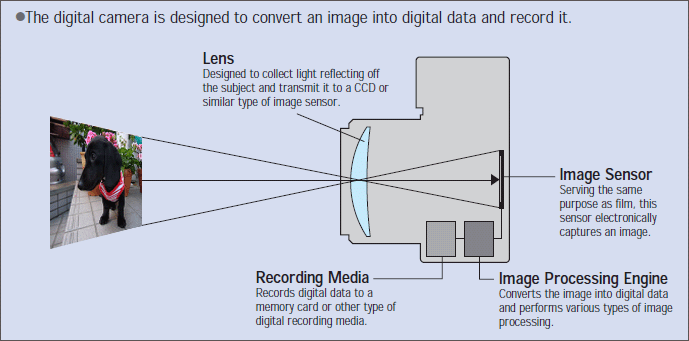 ●The digital camera is designed to convert an image into digital data and record it.
Lens
Designed to collect light reflecting off
the subject and transmit it to a CCD or
similar type of image sensor.
Image Sensor
Serving the same
purpose as film, this
sensor electronically
captures an image.
Recording Media
Records digital data to a
memory card or other type of
digital recording media.
Image Processing Engine
Converts the image into digital data
and performs various types of image
processing.